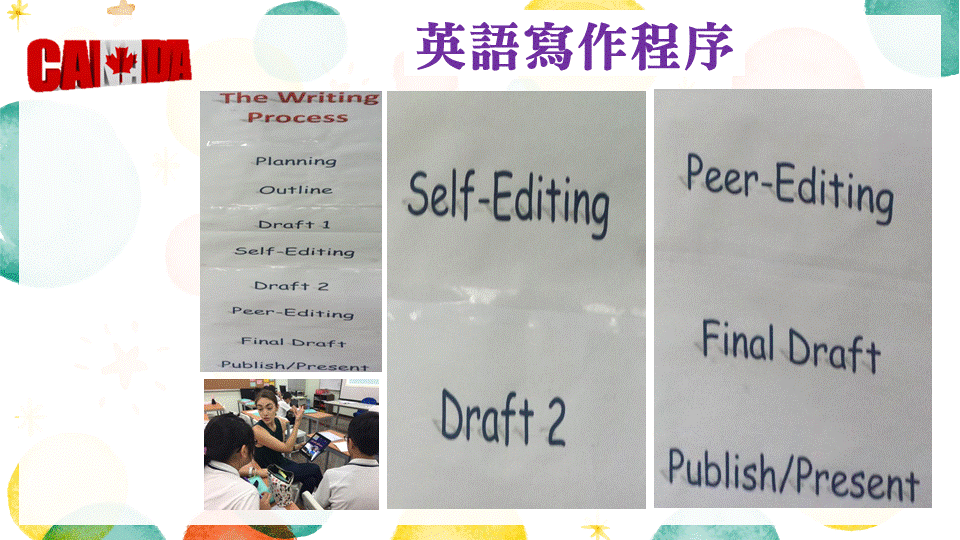 CANADA
英語寫作程序
The Writing
Process
Planning
Outline
Draft 1
Self-Editing
Draft 2
Peer-Editing
Final Draft
Publish/Present
Self-Editing
Draft 2
Peer-Editing
Final Draft
Publish/Present